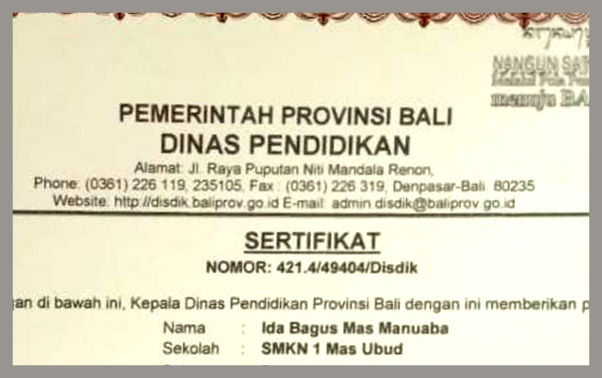 NANGUN SAT
menuju BA
PEMERINTAH PROVINSI BALI
DINAS PENDIDIKAN
Alamat: Jl. Raya Puputan Niti Mandala Renon,
Phone: (0361) 226 119, 235105, Fax : (0361) 226 319, Denpasar-Bali 80235
Website: http://disdik.baliprov.go.id E-mail: admin.disdik@baliprov.go.id
SERTIFIKAT
NOMOR: 421.4/49404/Disdik
an di bawah ini, Kepala Dinas Pendidikan Provinsi Bali dengan ini memberikan p
Nama : Ida Bagus Mas Manuaba
Sekolah : SMKN 1 Mas Ubud